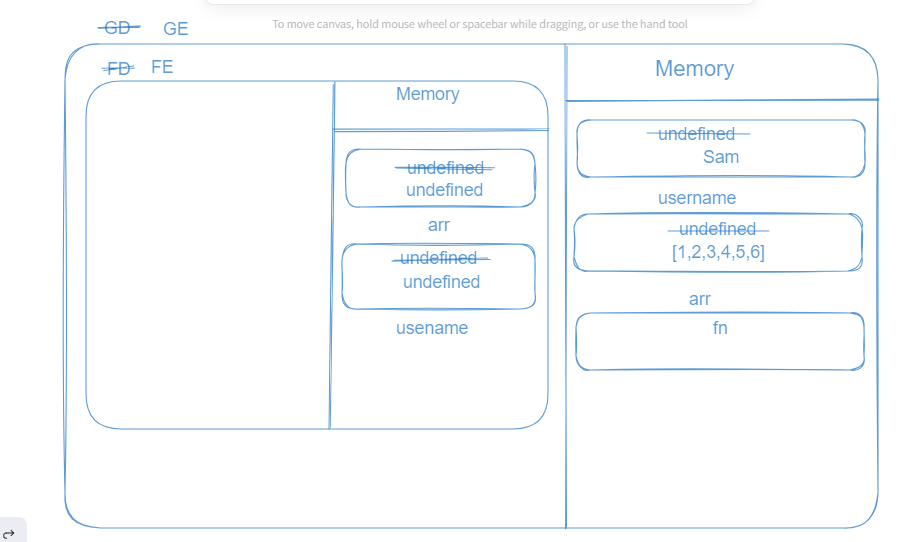 GD GE
To move canvas, hold mouse wheel or spacebar while dragging, or use the hand tool
FD FE
Memory
undefined
undefined
arr
undefined
undefined
usename
Memory
undefined
Sam
username
undefined
[1,2,3,4,5,6]
arr
fn